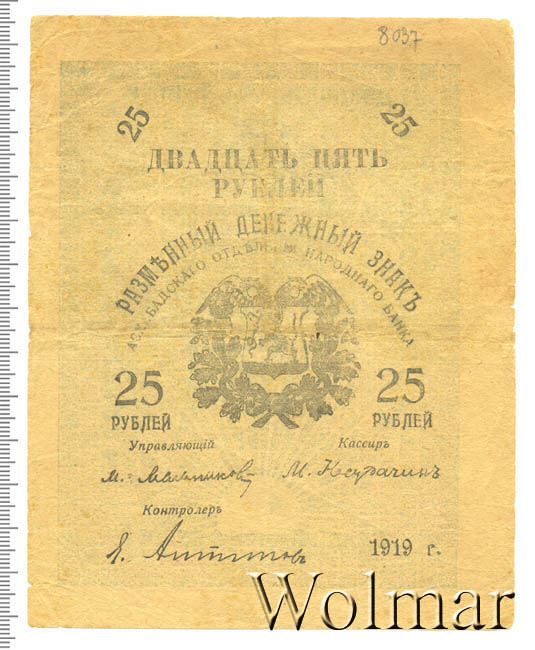 8037
25 25
ДВАДЦАТЬ ПЯТЬ
РУБЛЕЙ
РАЗМѢННЫЙ ДЕНЕЖНЫЙ ЗНАКЪ
НАРОДНАГО БАНКА
25 25
РУБЛЕЙ РУБЛЕЙ
Управляющій Кассиръ
М. М.
Контролеръ
1919 г.
Wolmar